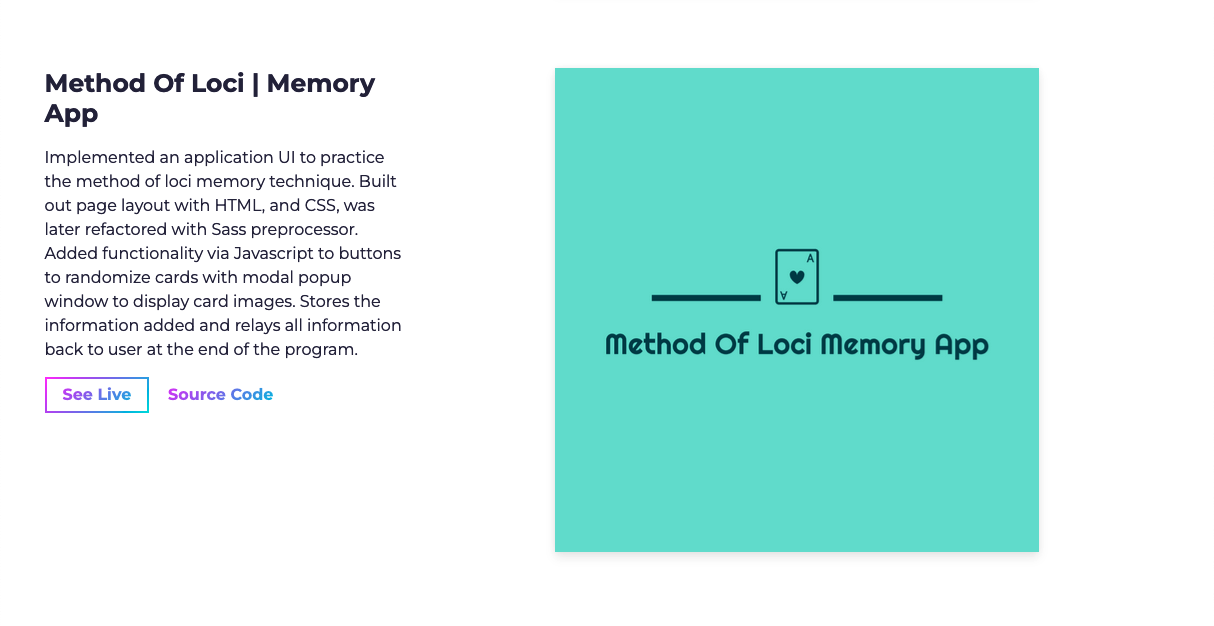 Method Of Loci | Memory
App
Implemented an application UI to practice
the method of loci memory technique. Built
out page layout with HTML, and CSS, was
later refactored with Sass preprocessor.
Added functionality via Javascript to buttons
to randomize cards with modal popup
window to display card images. Stores the
information added and relays all information
back to user at the end of the program.
See Live
Source Code
A
A
Method Of Loci Memory App